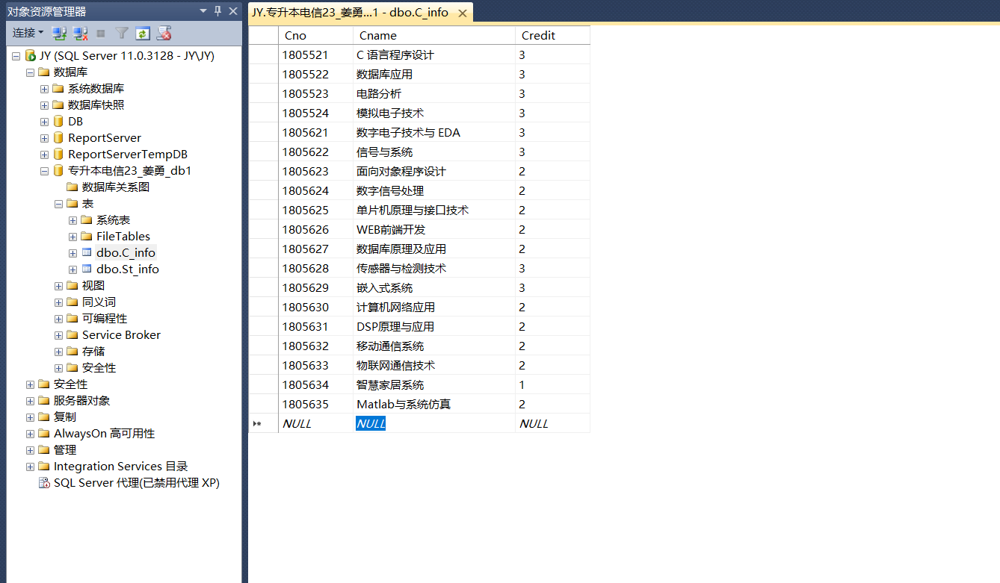 对象资源管理器
连接
JY (SQL Server 11.0.3128 - JY\JY)
数据库
系统数据库
数据库快照
DB
ReportServer
ReportServerTempDB
专升本电信23_姜勇_db1
数据库关系图
表
系统表
FileTables
dbo.C_info
dbo.St_info
视图
同义词
可编程性
Service Broker
存储
安全性
安全性
服务器对象
复制
AlwaysOn 高可用性
管理
Integration Services 目录
SQL Server 代理(已禁用代理 XP)
JY.专升本电信23_姜勇...1 - dbo.C_info
Cno Cname Credit
1805521 C 语言程序设计 3
1805522 数据库应用 3
1805523 电路分析 3
1805524 模拟电子技术 3
1805621 数字电子技术与 EDA 3
1805622 信号与系统 3
1805623 面向对象程序设计 2
1805624 数字信号处理 2
1805625 单片机原理与接口技术 2
1805626 WEB前端开发 2
1805627 数据库原理及应用 2
1805628 传感器与检测技术 3
1805629 嵌入式系统 3
1805630 计算机网络应用 2
1805631 DSP原理与应用 2
1805632 移动通信系统 2
1805633 物联网通信技术 2
1805634 智慧家居系统 1
1805635 Matlab与系统仿真 2
NULL NULL NULL